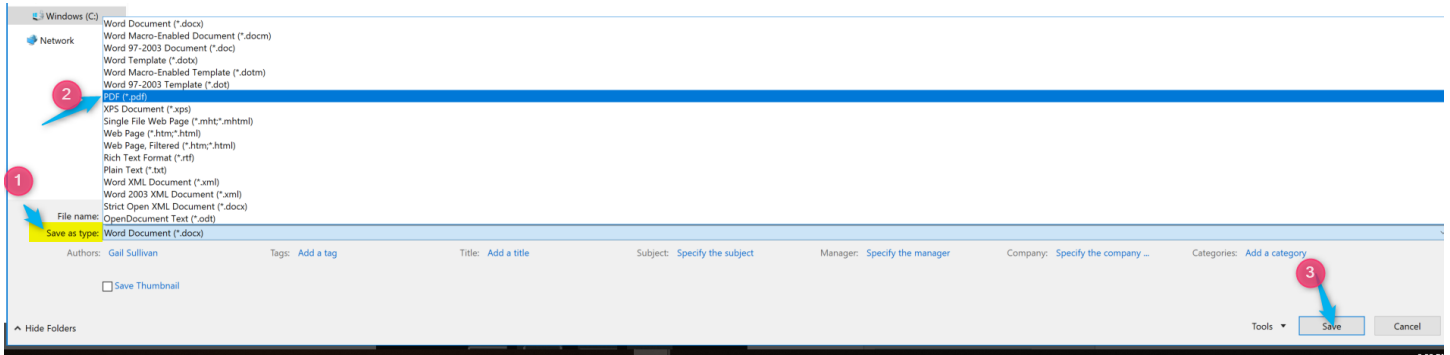 Windows (C:)
Network
Word Document (*.docx)
Word Macro-Enabled Document (*.docm)
Word 97-2003 Document (*.doc)
Word Template (*.dotx)
Word Macro-Enabled Template (*.dotm)
Word 97-2003 Template (*.dot)
2
PDF (*.pdf)
XPS Document (*.xps)
Single File Web Page (*.mht;*.mhtml)
Web Page (*.htm;*.html)
Web Page, Filtered (*.htm;*.html)
Rich Text Format (*.rtf)
Plain Text (*.txt)
1
Word XML Document (*.xml)
Word 2003 XML Document (*.xml)
Strict Open XML Document (*.docx)
OpenDocument Text (*.odt)
File name:
Save as type: Word Document (*.docx)
Authors: Gail Sullivan Tags: Add a tag Title: Add a title Subject: Specify the subject Manager: Specify the manager Company: Specify the company ... Categories: Add a category
3
Save Thumbnail
Hide Folders Tools Save Cancel